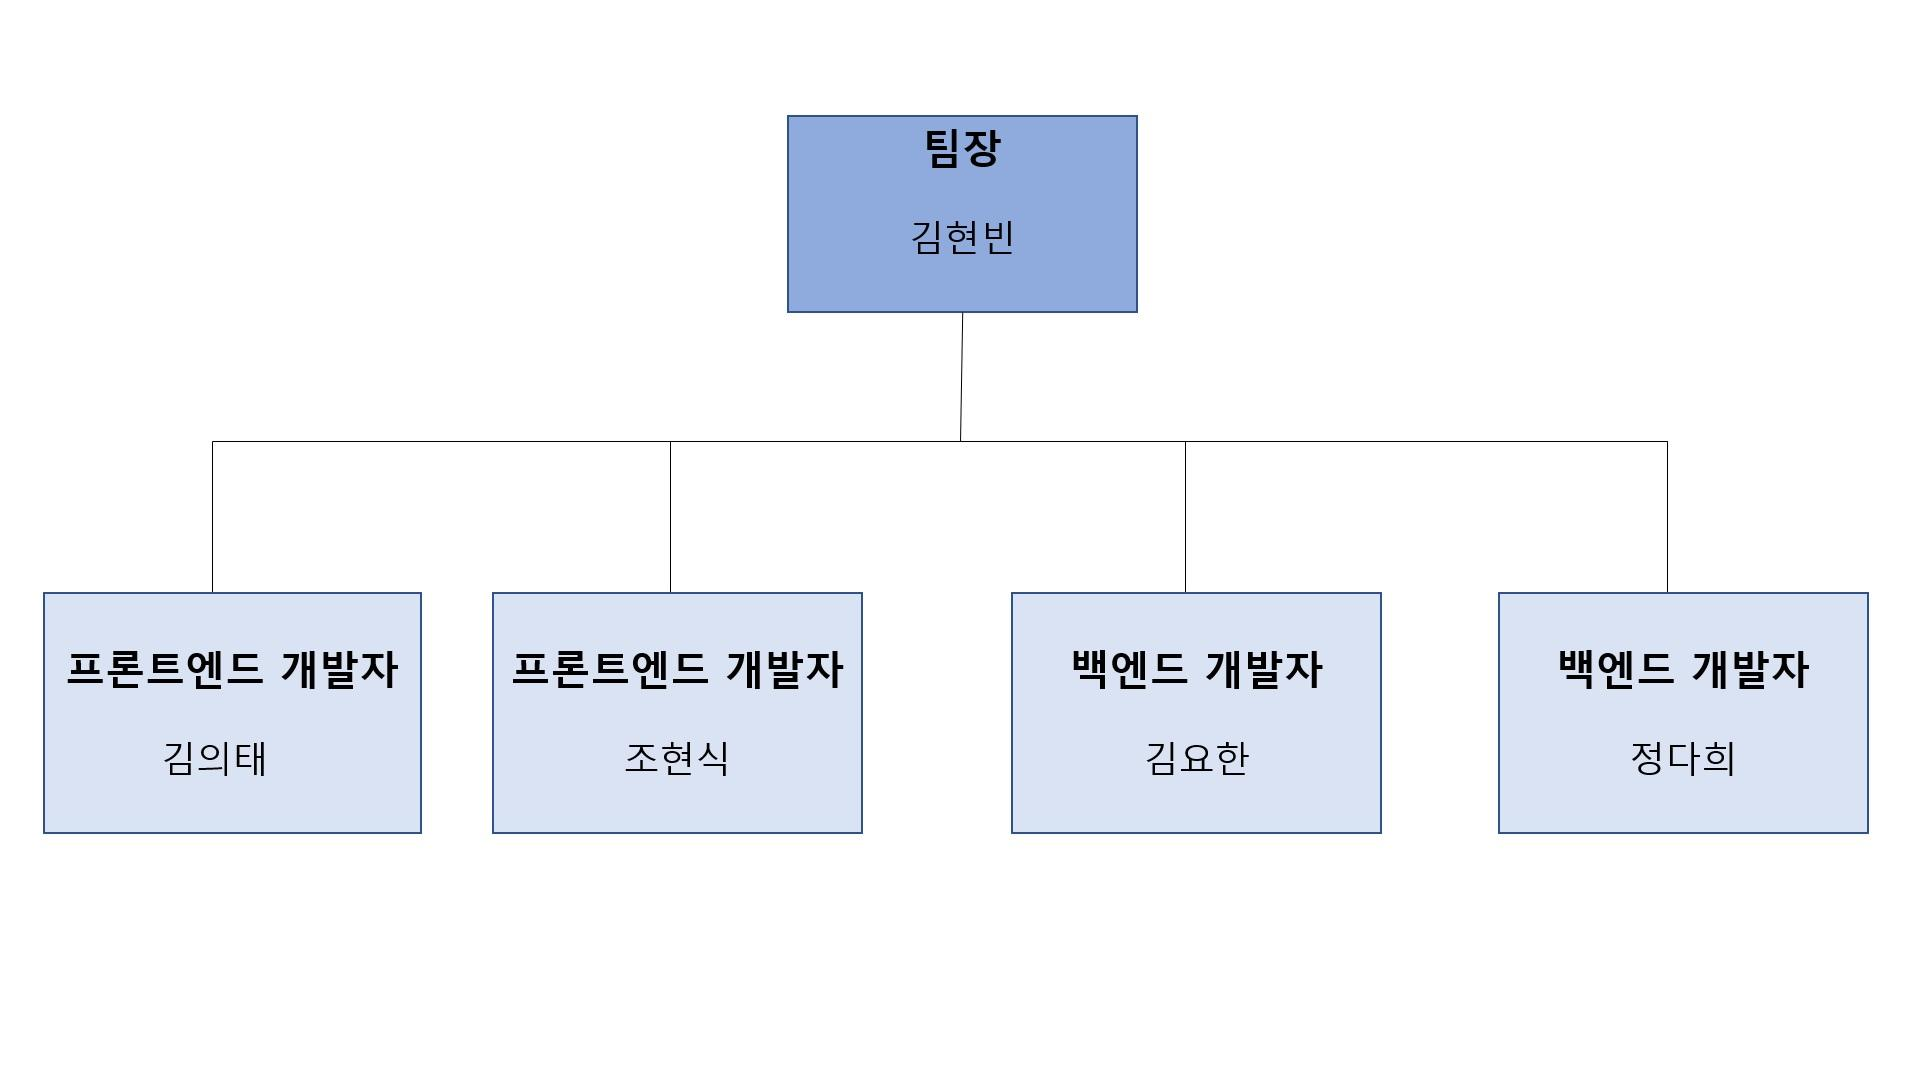 팀장
김현빈
프론트엔드 개발자
김의태
프론트엔드 개발자
조현식
백엔드 개발자
김요한
백엔드 개발자
정다희